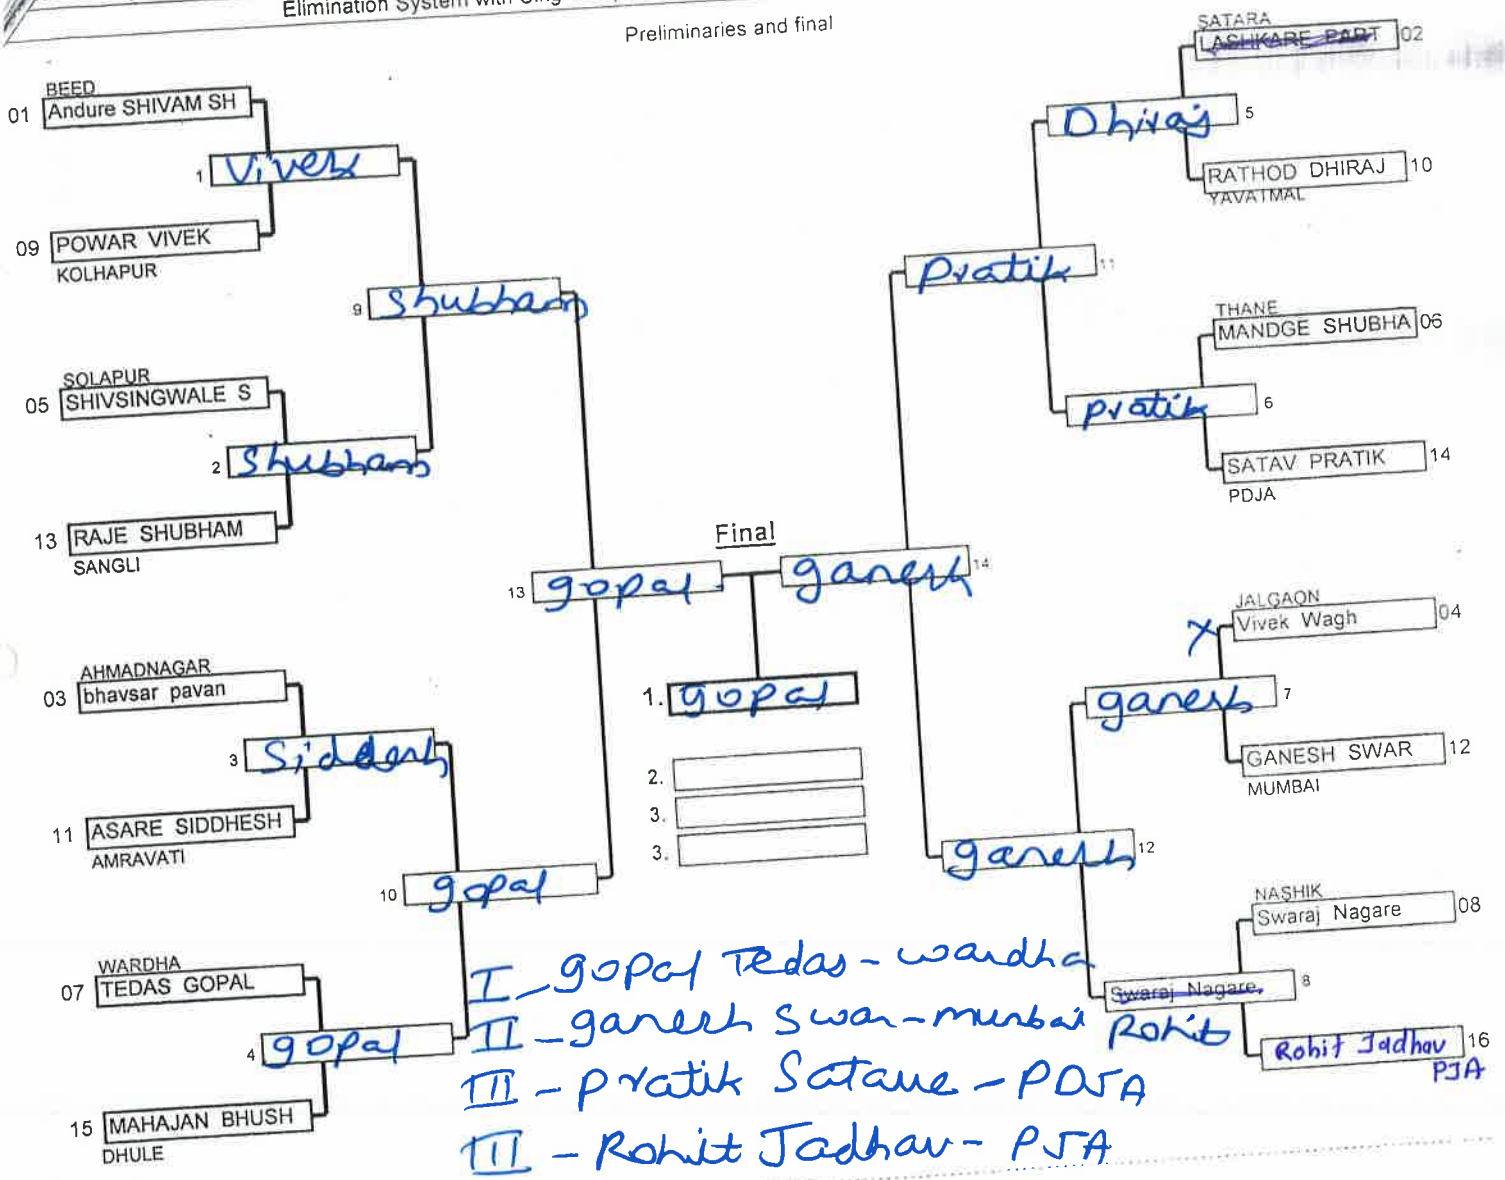 Elimination System with
Preliminaries and final
BEED
01 Andure SHIVAM SH
1 Vivek
09 POWAR VIVEK
KOLHAPUR
9 Shubham
SOLAPUR
05 SHIVSINGWALE S
2 Shubham
13 RAJE SHUBHAM
SANGLI
13 gopal
AHMADNAGAR
03 bhavsar pavan
3 Siddesh
11 ASARE SIDDHESH
AMRAVATI
10 gopal
WARDHA
07 TEDAS GOPAL
4 gopal
15 MAHAJAN BHUSH
DHULE
Final
1. gopal
2.
3.
3.
SATARA
LASHKARE PART 02
Dhiraj 5
RATHOD DHIRAJ 10
YAVATMAL
Pratik 11
THANE
MANDGE SHUBHA 06
Pratik 6
SATAV PRATIK 14
PDJA
ganesh 14
JALGAON
X Vivek Wagh 04
ganesh 7
GANESH SWAR 12
MUMBAI
ganesh 12
NASHIK
Swaraj Nagare 08
Swaraj Nagare 8
Rohit
Rohit Jadhav 16
PJA
I - gopal Tedas - wardha
II - ganesh Swar - mumbai
III - Pratik Satave - PDJA
III - Rohit Jadhav - PJA